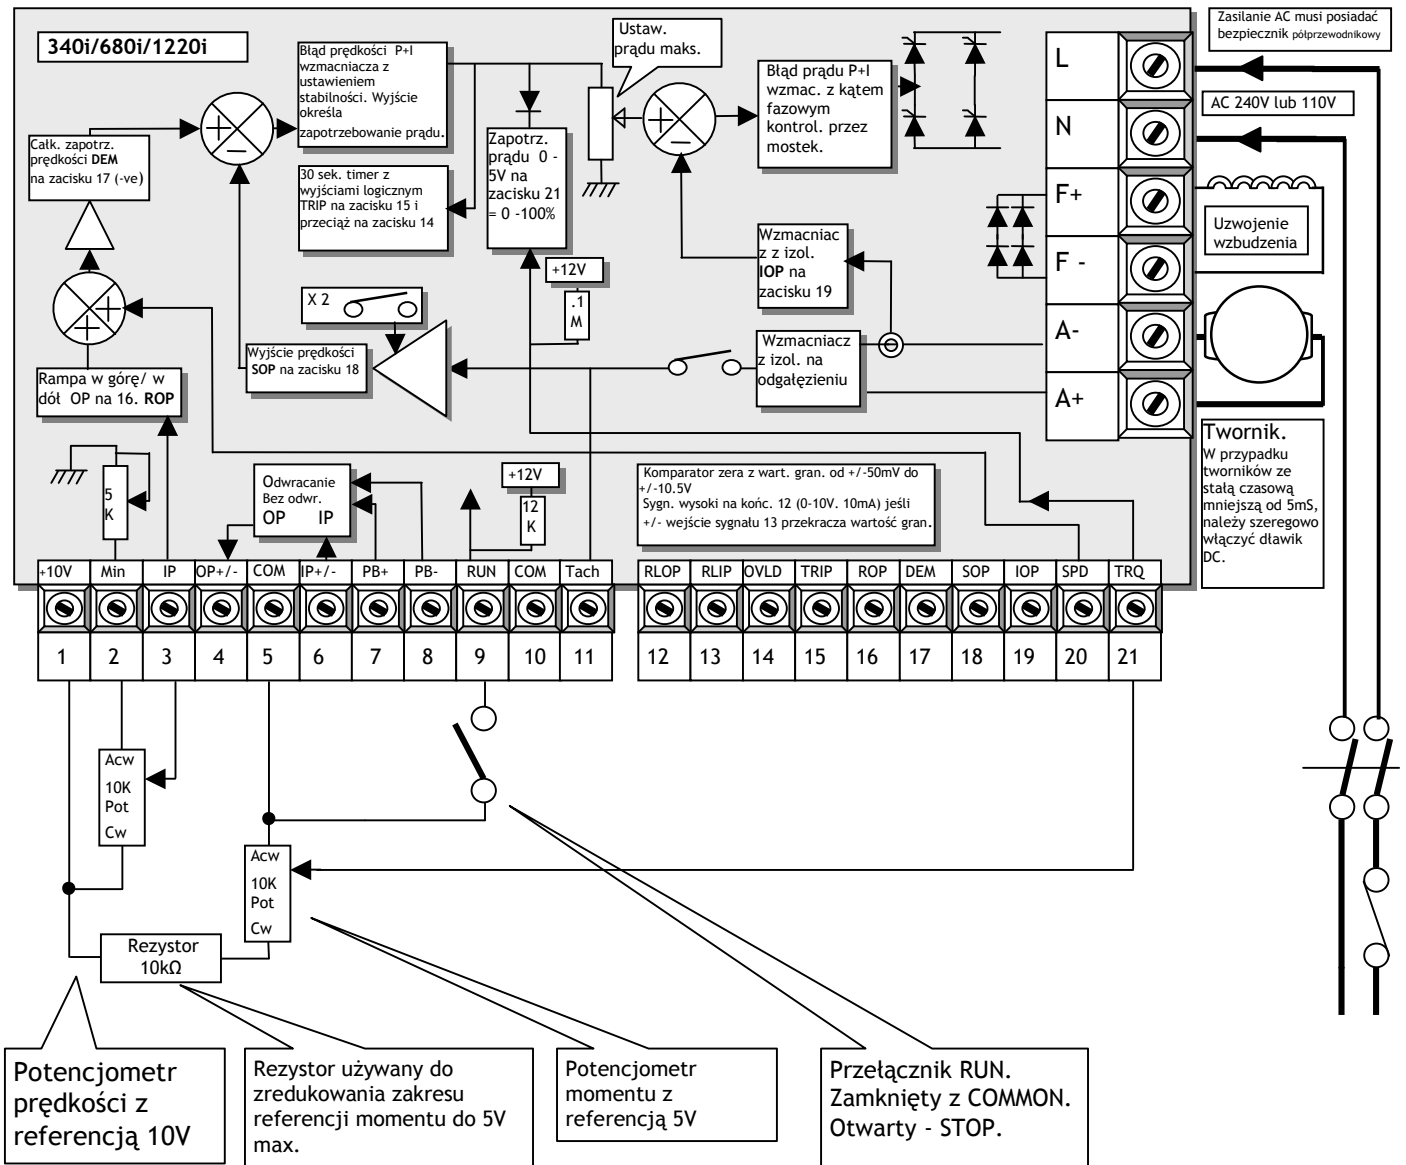 340i/680i/1220i
Błąd prędkości P+I
wzmacniacza z
ustawieniem
stabilności. Wyjście
określa
zapotrzebowanie prądu.
Ustaw.
prądu maks.
Błąd prądu P+I
wzmac. z kątem
fazowym
kontrol. przez
mostek.
Zasilanie AC musi posiadać
bezpiecznik półprzewodnikowy
AC 240V lub 110V
L
N
F+
F -
A-
A+
Całk. zapotrz.
prędkości DEM
na zacisku 17 (-ve)
30 sek. timer z
wyjściami logicznym
TRIP na zacisku 15 i
przeciąż na zacisku 14
Zapotrz.
prądu 0 -
5V na
zacisku 21
= 0 -100%
Wzmacniac
z z izol.
IOP na
zacisku 19
Uzwojenie
wzbudzenia
+12V
.1
M
X 2
Wyjście prędkości
SOP na zacisku 18
Wzmacniacz
z izol. na
odgałęzieniu
Rampa w górę/ w
dół OP na 16. ROP
Twornik.
W przypadku
tworników ze
stałą czasową
mniejszą od 5mS,
należy szeregowo
włączyć dławik
DC.
5
K
Odwracanie
Bez odwr.
OP IP
+12V
12
K
Komparator zera z wart. gran. od +/-50mV do
+/-10.5V
Sygn. wysoki na końc. 12 (0-10V. 10mA) jeśli
+/- wejście sygnału 13 przekracza wartość gran.
+10V Min IP OP+/- COM IP+/- PB+ PB- RUN COM Tach
RLOP RLIP OVLD TRIP ROP DEM SOP IOP SPD TRQ
1 2 3 4 5 6 7 8 9 10 11
12 13 14 15 16 17 18 19 20 21
Acw
10K
Pot
Cw
Acw
10K
Pot
Cw
Rezystor
10kΩ
Potencjometr
prędkości z
referencją 10V
Rezystor używany do
zredukowania zakresu
referencji momentu do 5V
max.
Potencjometr
momentu z
referencją 5V
Przełącznik RUN.
Zamknięty z COMMON.
Otwarty - STOP.